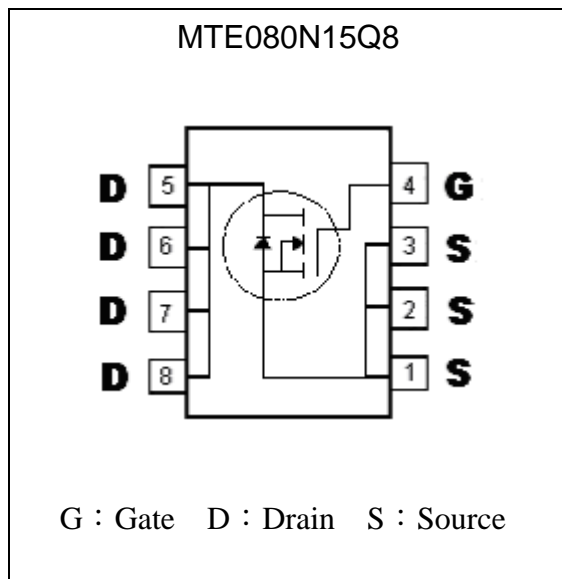 MTE080N15Q8
D 5 4 G
D 6 3 S
D 7 2 S
D 8 1 S
G：Gate D：Drain S：Source